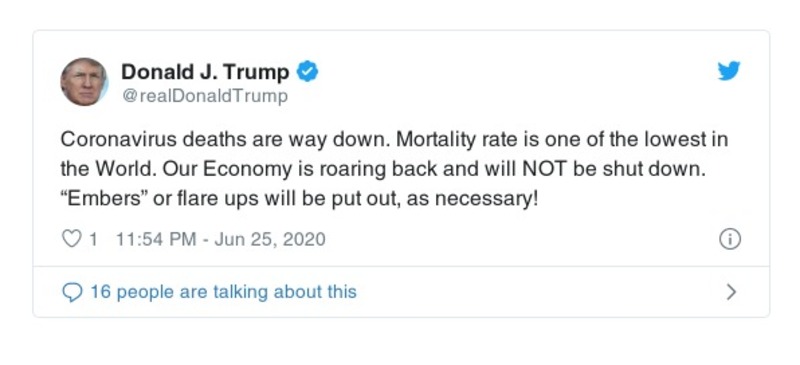 Donald J. Trump
@realDonaldTrump
Coronavirus deaths are way down. Mortality rate is one of the lowest in
the World. Our Economy is roaring back and will NOT be shut down.
“Embers” or flare ups will be put out, as necessary!
1 11:54 PM - Jun 25, 2020
16 people are talking about this